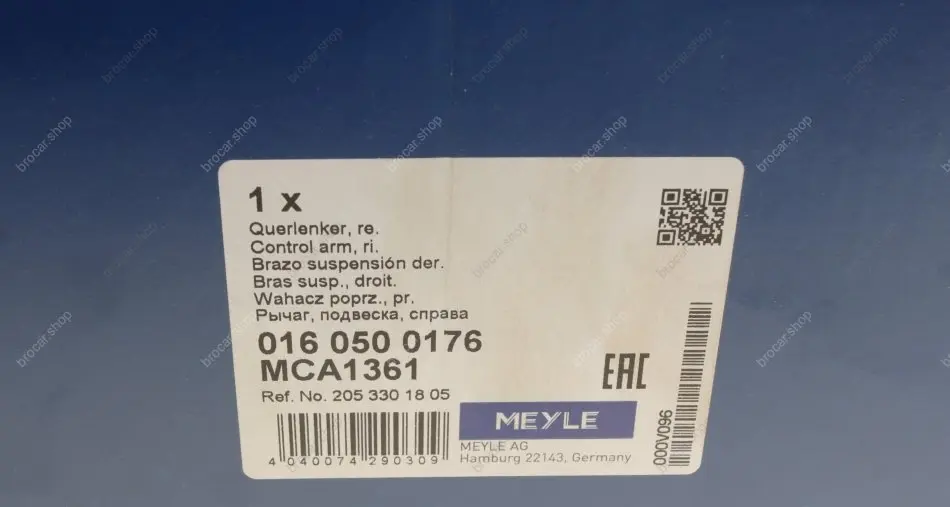 1 x
Querlenker, re.
Control arm, ri.
Brazo suspensión der.
Bras susp., droit.
Wahacz poprz., pr.
Рычаг, подвеска, справа
016 050 0176
MCA1361
EAC
Ref. No. 205 330 18 05
MEYLE
MEYLE AG
Hamburg 22143, Germany
4 040074 290309
000V096
brocar.shop